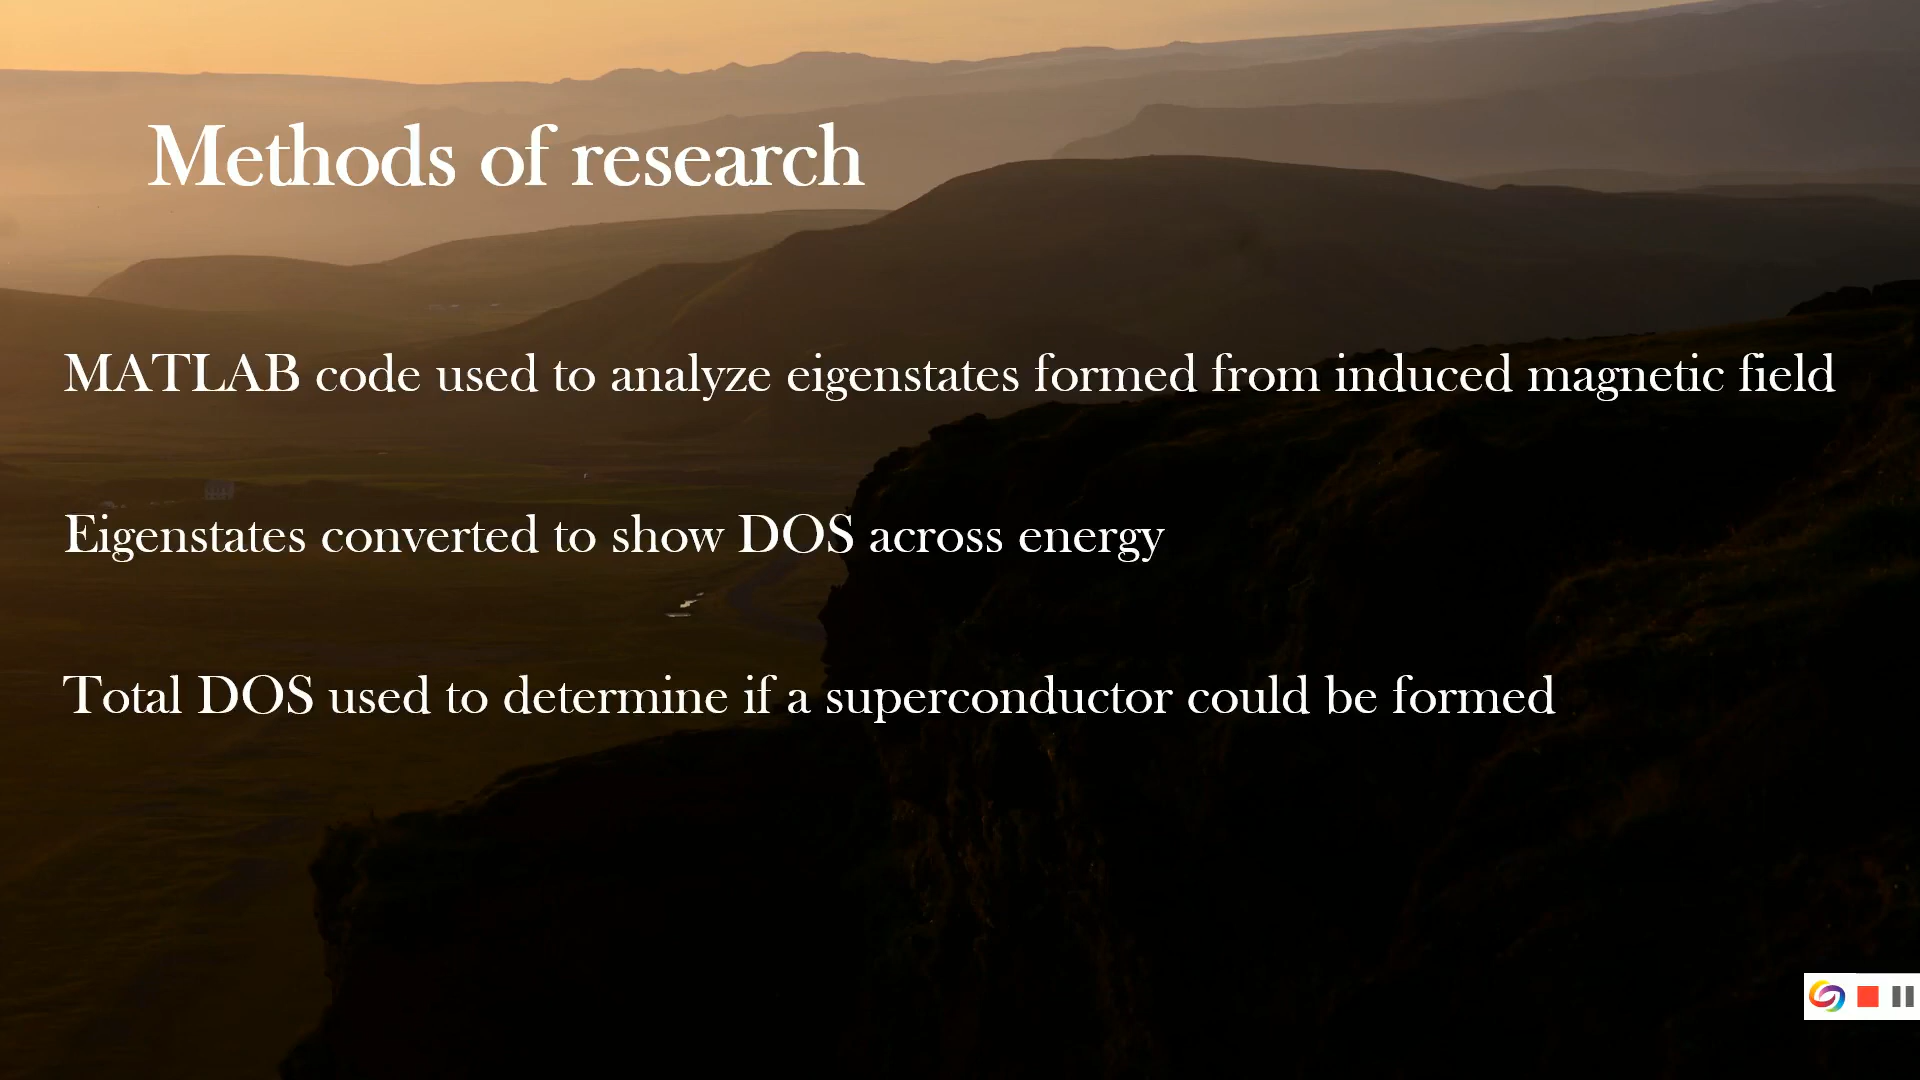 Methods of research
MATLAB code used to analyze eigenstates formed from induced magnetic field
Eigenstates converted to show DOS across energy
Total DOS used to determine if a superconductor could be formed